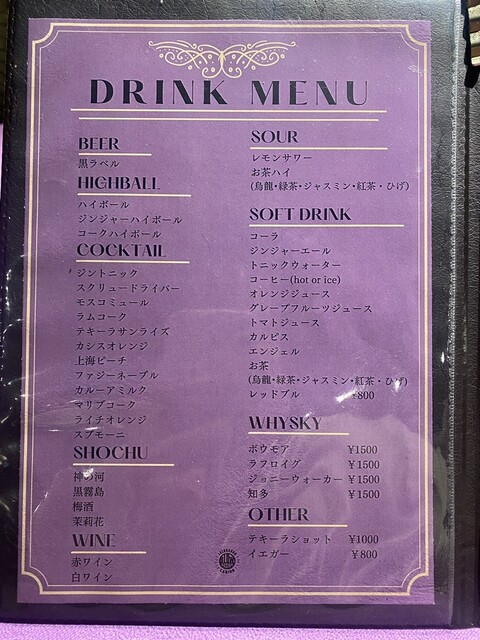 DRINK MENU
BEER
黒ラベル
HIGHBALL
ハイボール
ジンジャーハイボール
コークハイボール
COCKTAIL
ジントニック
スクリュードライバー
モスコミュール
ラムコーク
テキーラサンライズ
カシスオレンジ
上海ピーチ
ファジーネーブル
カルーアミルク
マリブコーク
ライチオレンジ
スプモーニ
SHOCHU
神の河
黒霧島
梅酒
茉莉花
WINE
赤ワイン
白ワイン
SOUR
レモンサワー
お茶ハイ
(烏龍・緑茶・ジャスミン・紅茶・ひげ)
SOFT DRINK
コーラ
ジンジャーエール
トニックウォーター
コーヒー(hot or ice)
オレンジジュース
グレープフルーツジュース
トマトジュース
カルピス
エンジェル
お茶
(烏龍・緑茶・ジャスミン・紅茶・ひげ)
レッドブル ¥800
WHYSKY
ボウモア ¥1500
ラフロイグ ¥1500
ジョニーウォーカー ¥1500
知多 ¥1500
OTHER
テキーラショット ¥1000
イエガー ¥800